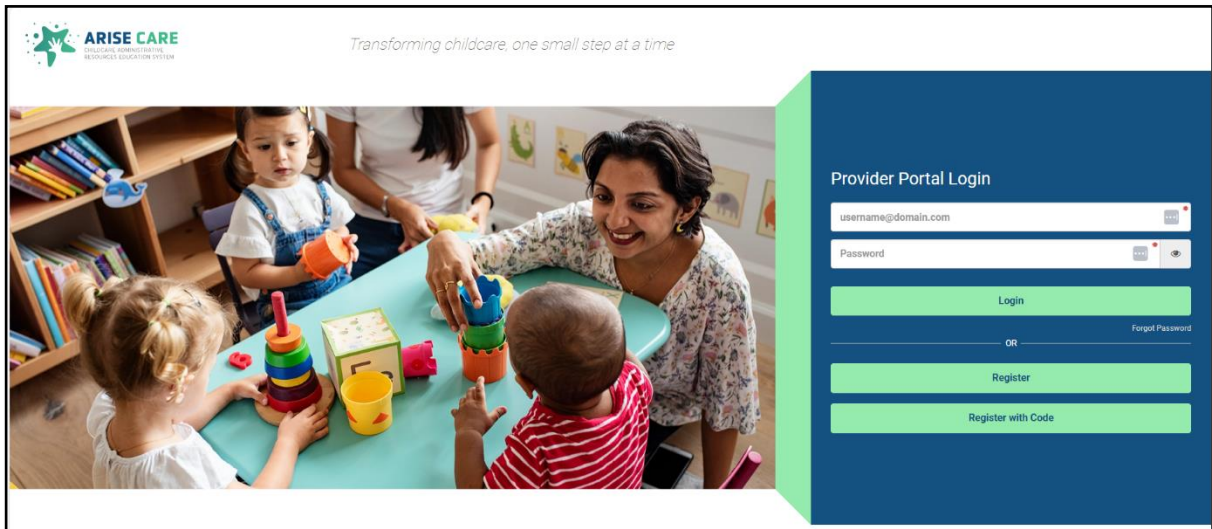 ARISE CARE
CHILDCARE ADMINISTRATIVE
RESOURCES EDUCATION SYSTEM
Transforming childcare, one small step at a time
Provider Portal Login
username@domain.com
Password
Login
Forgot Password
OR
Register
Register with Code